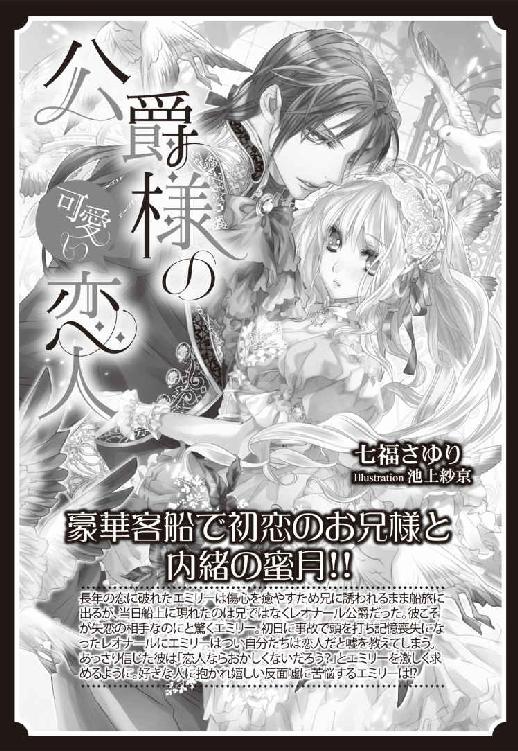 公爵様の
可愛い
恋人
七福さゆり
Illustration 池上紗京
豪華客船で初恋のお兄様と
内緒の蜜月!!
長年の恋に破れたエミリーは傷心を癒やすため兄に誘われるまま船旅に
出るが、当日船上に現れたのは兄ではなくレオナール公爵だった。彼こそ
が失恋の相手なのにと驚くエミリー。初日に事故で頭を打ち記憶喪失にな
ったレオナールにエミリーはつい自分たちは恋人だと嘘を教えてしまう。
あっさり信じた彼は「恋人ならおかしくないだろう?」とエミリーを激しく求
めるように。好きな人に抱かれ嬉しい反面嘘に苦悩するエミリーは!?